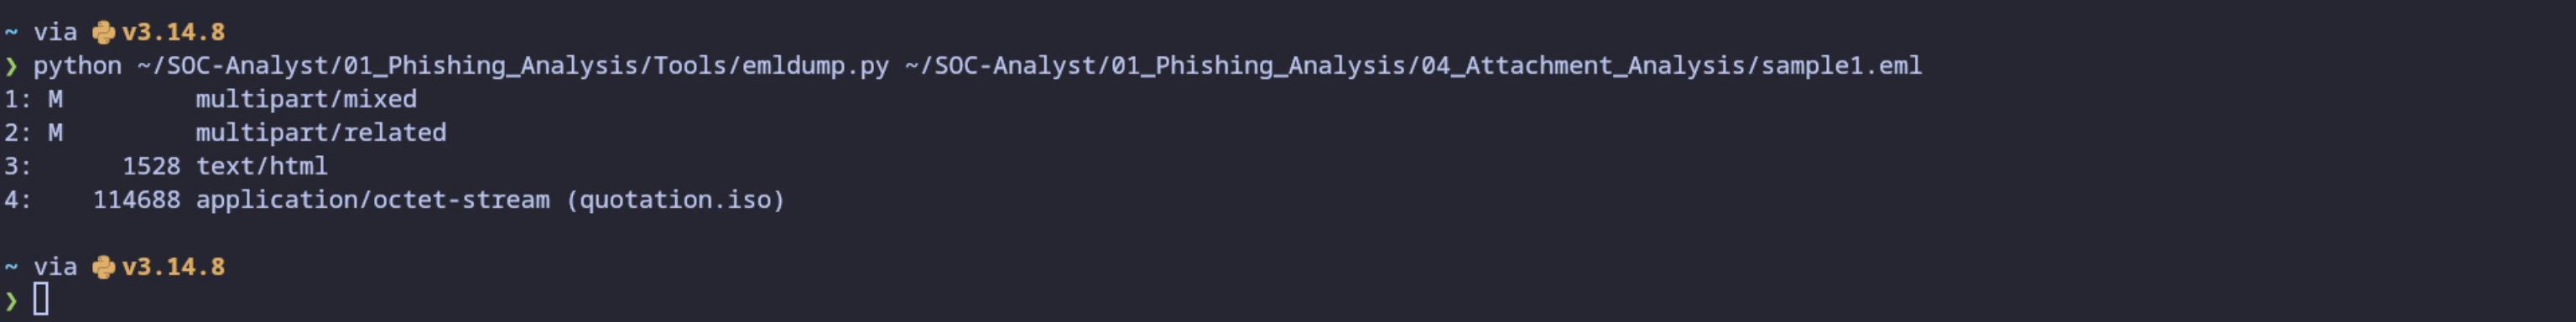 ~ via v3.14.8
❯ python ~/SOC-Analyst/01_Phishing_Analysis/Tools/emldump.py ~/SOC-Analyst/01_Phishing_Analysis/04_Attachment_Analysis/sample1.eml
1: M         multipart/mixed
2: M         multipart/related
3:      1528 text/html
4:    114688 application/octet-stream (quotation.iso)
~ via v3.14.8
❯